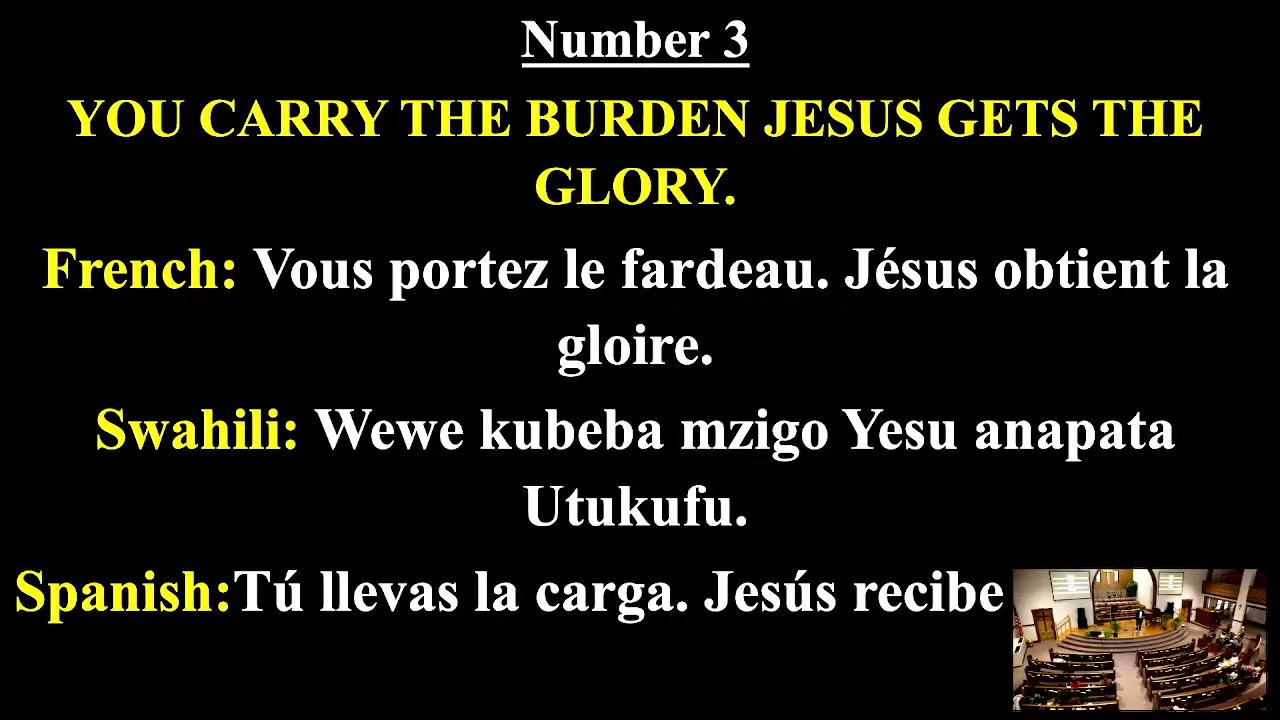 Number 3
YOU CARRY THE BURDEN JESUS GETS THE
GLORY.
French: Vous portez le fardeau. Jésus obtient la
gloire.
Swahili: Wewe kubeba mzigo Yesu anapata
Utukufu.
Spanish:Tú llevas la carga. Jesús recibe